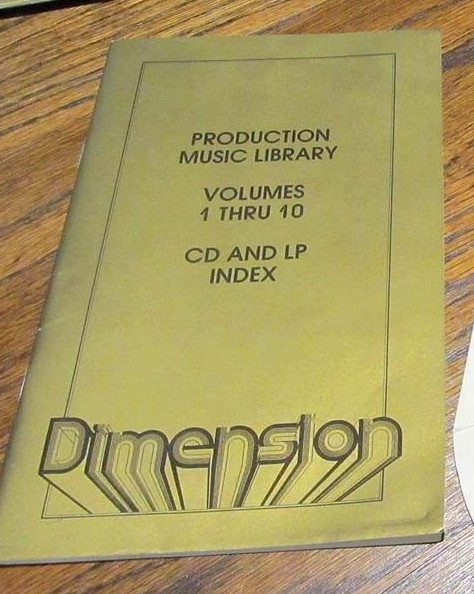 PRODUCTION
MUSIC LIBRARY
VOLUMES
1 THRU 10
CD AND LP
INDEX
Dimension